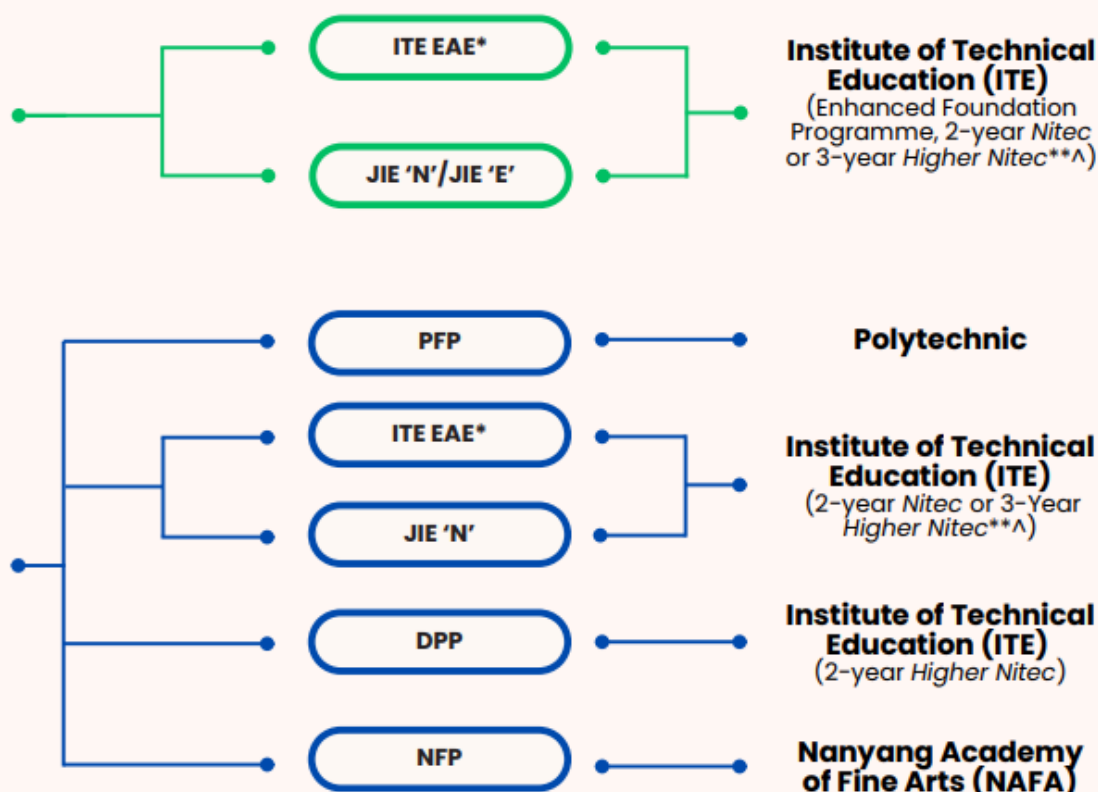 ITE EAE*
JIE ‘N’/JIE ‘E’
Institute of Technical
Education (ITE)
(Enhanced Foundation
Programme, 2-year Nitec
or 3-year Higher Nitec**^)
PFP
Polytechnic
ITE EAE*
JIE ‘N’
Institute of Technical
Education (ITE)
(2-year Nitec or 3-Year
Higher Nitec**^)
DPP
Institute of Technical
Education (ITE)
(2-year Higher Nitec)
NFP
Nanyang Academy
of Fine Arts (NAFA)